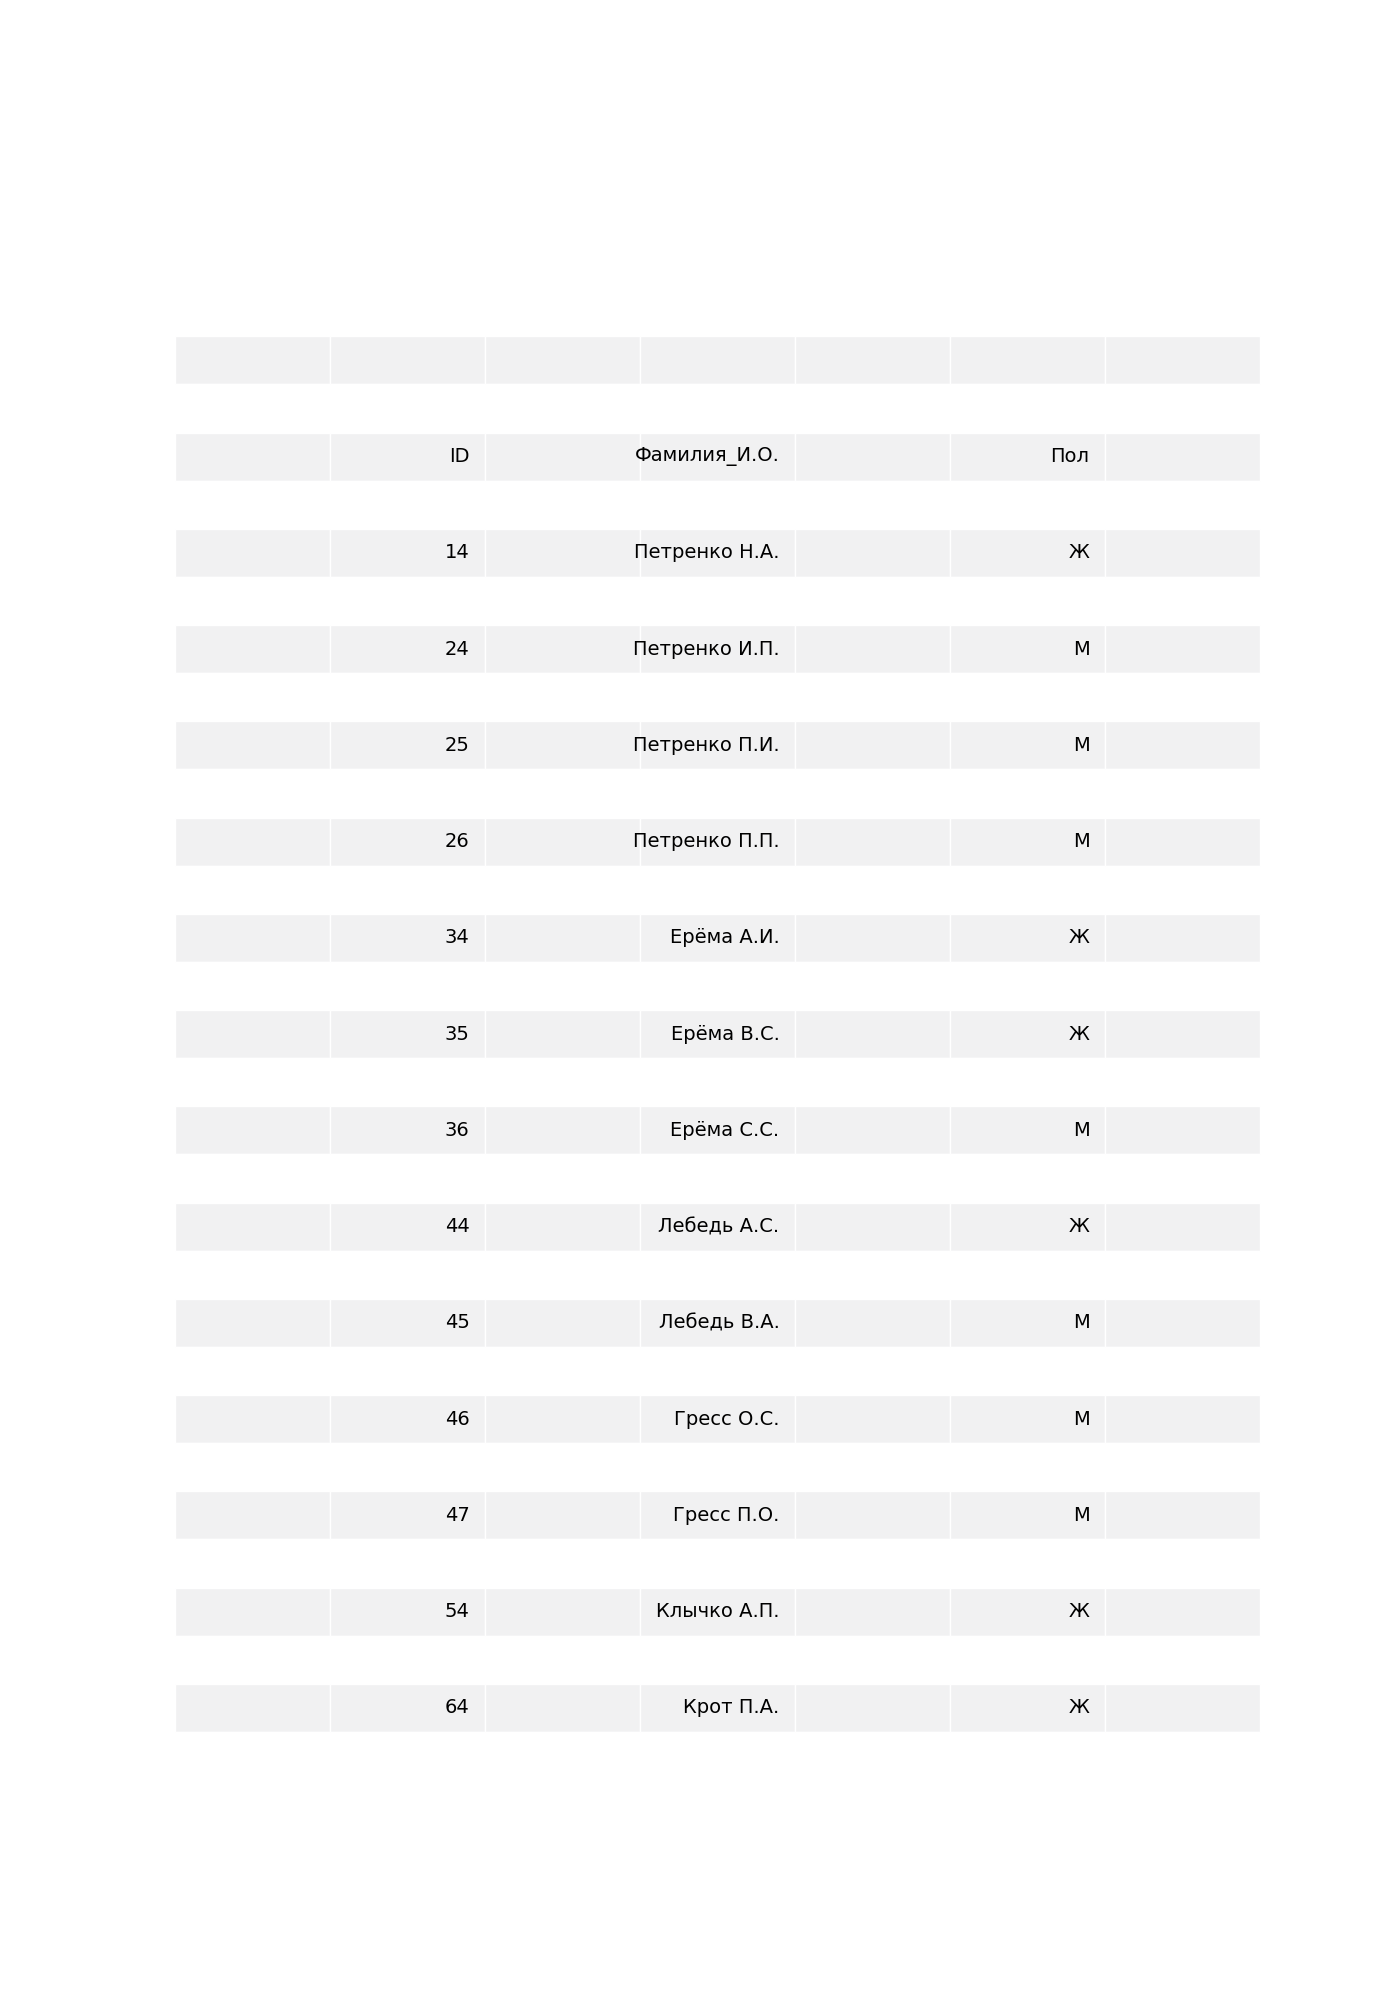 ID Фамилия_И.О. Пол
14 Петренко Н.А. Ж
24 Петренко И.П. М
25 Петренко П.И. М
26 Петренко П.П. М
34 Ерёма А.И. Ж
35 Ерёма В.С. Ж
36 Ерёма С.С. М
44 Лебедь А.С. Ж
45 Лебедь В.А. М
46 Гресс О.С. М
47 Гресс П.О. М
54 Клычко А.П. Ж
64 Крот П.А. Ж